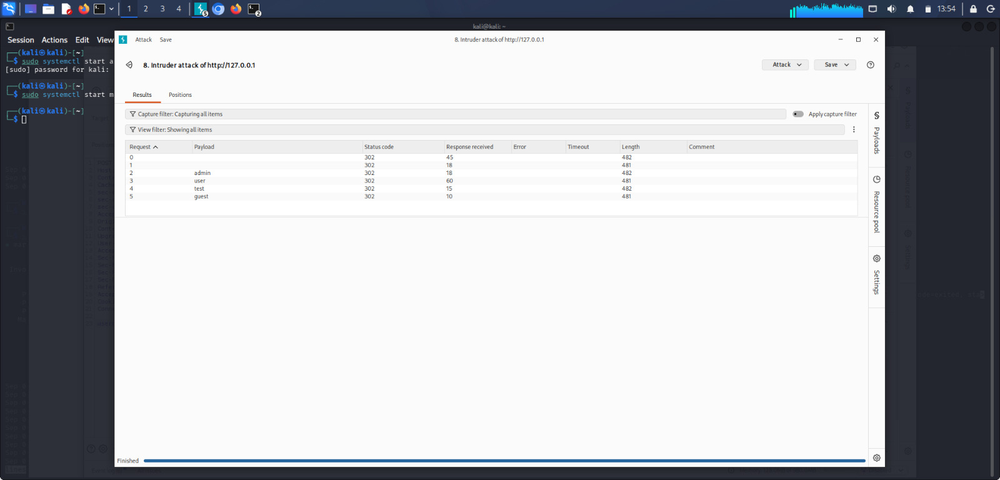 1 2 3 4 5 2 13:54
kali@kali: ~
Session Actions Edit View
┌──(kali㉿kali)-[~]
└─$ sudo systemctl start a
[sudo] password for kali:
┌──(kali㉿kali)-[~]
└─$ sudo systemctl start m
┌──(kali㉿kali)-[~]
└─$
Attack Save 8. Intruder attack of http://127.0.0.1
8. Intruder attack of http://127.0.0.1 Attack Save
Results Positions
Capture filter: Capturing all items Apply capture filter
View filter: Showing all items
Request Payload Status code Response received Error Timeout Length Comment
0 302 45 482
1 302 18 481
2 admin 302 18 482
3 user 302 60 481
4 test 302 15 482
5 guest 302 10 481
Payloads
Resource pool
Settings
Finished